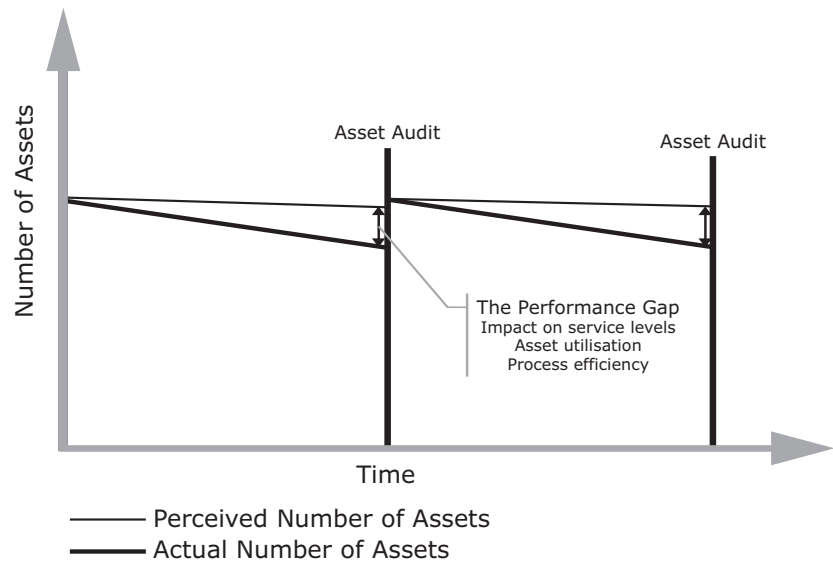 Number of Assets
Asset Audit
Asset Audit
The Performance Gap
Impact on service levels
Asset utilisation
Process efficiency
Time
Perceived Number of Assets
Actual Number of Assets